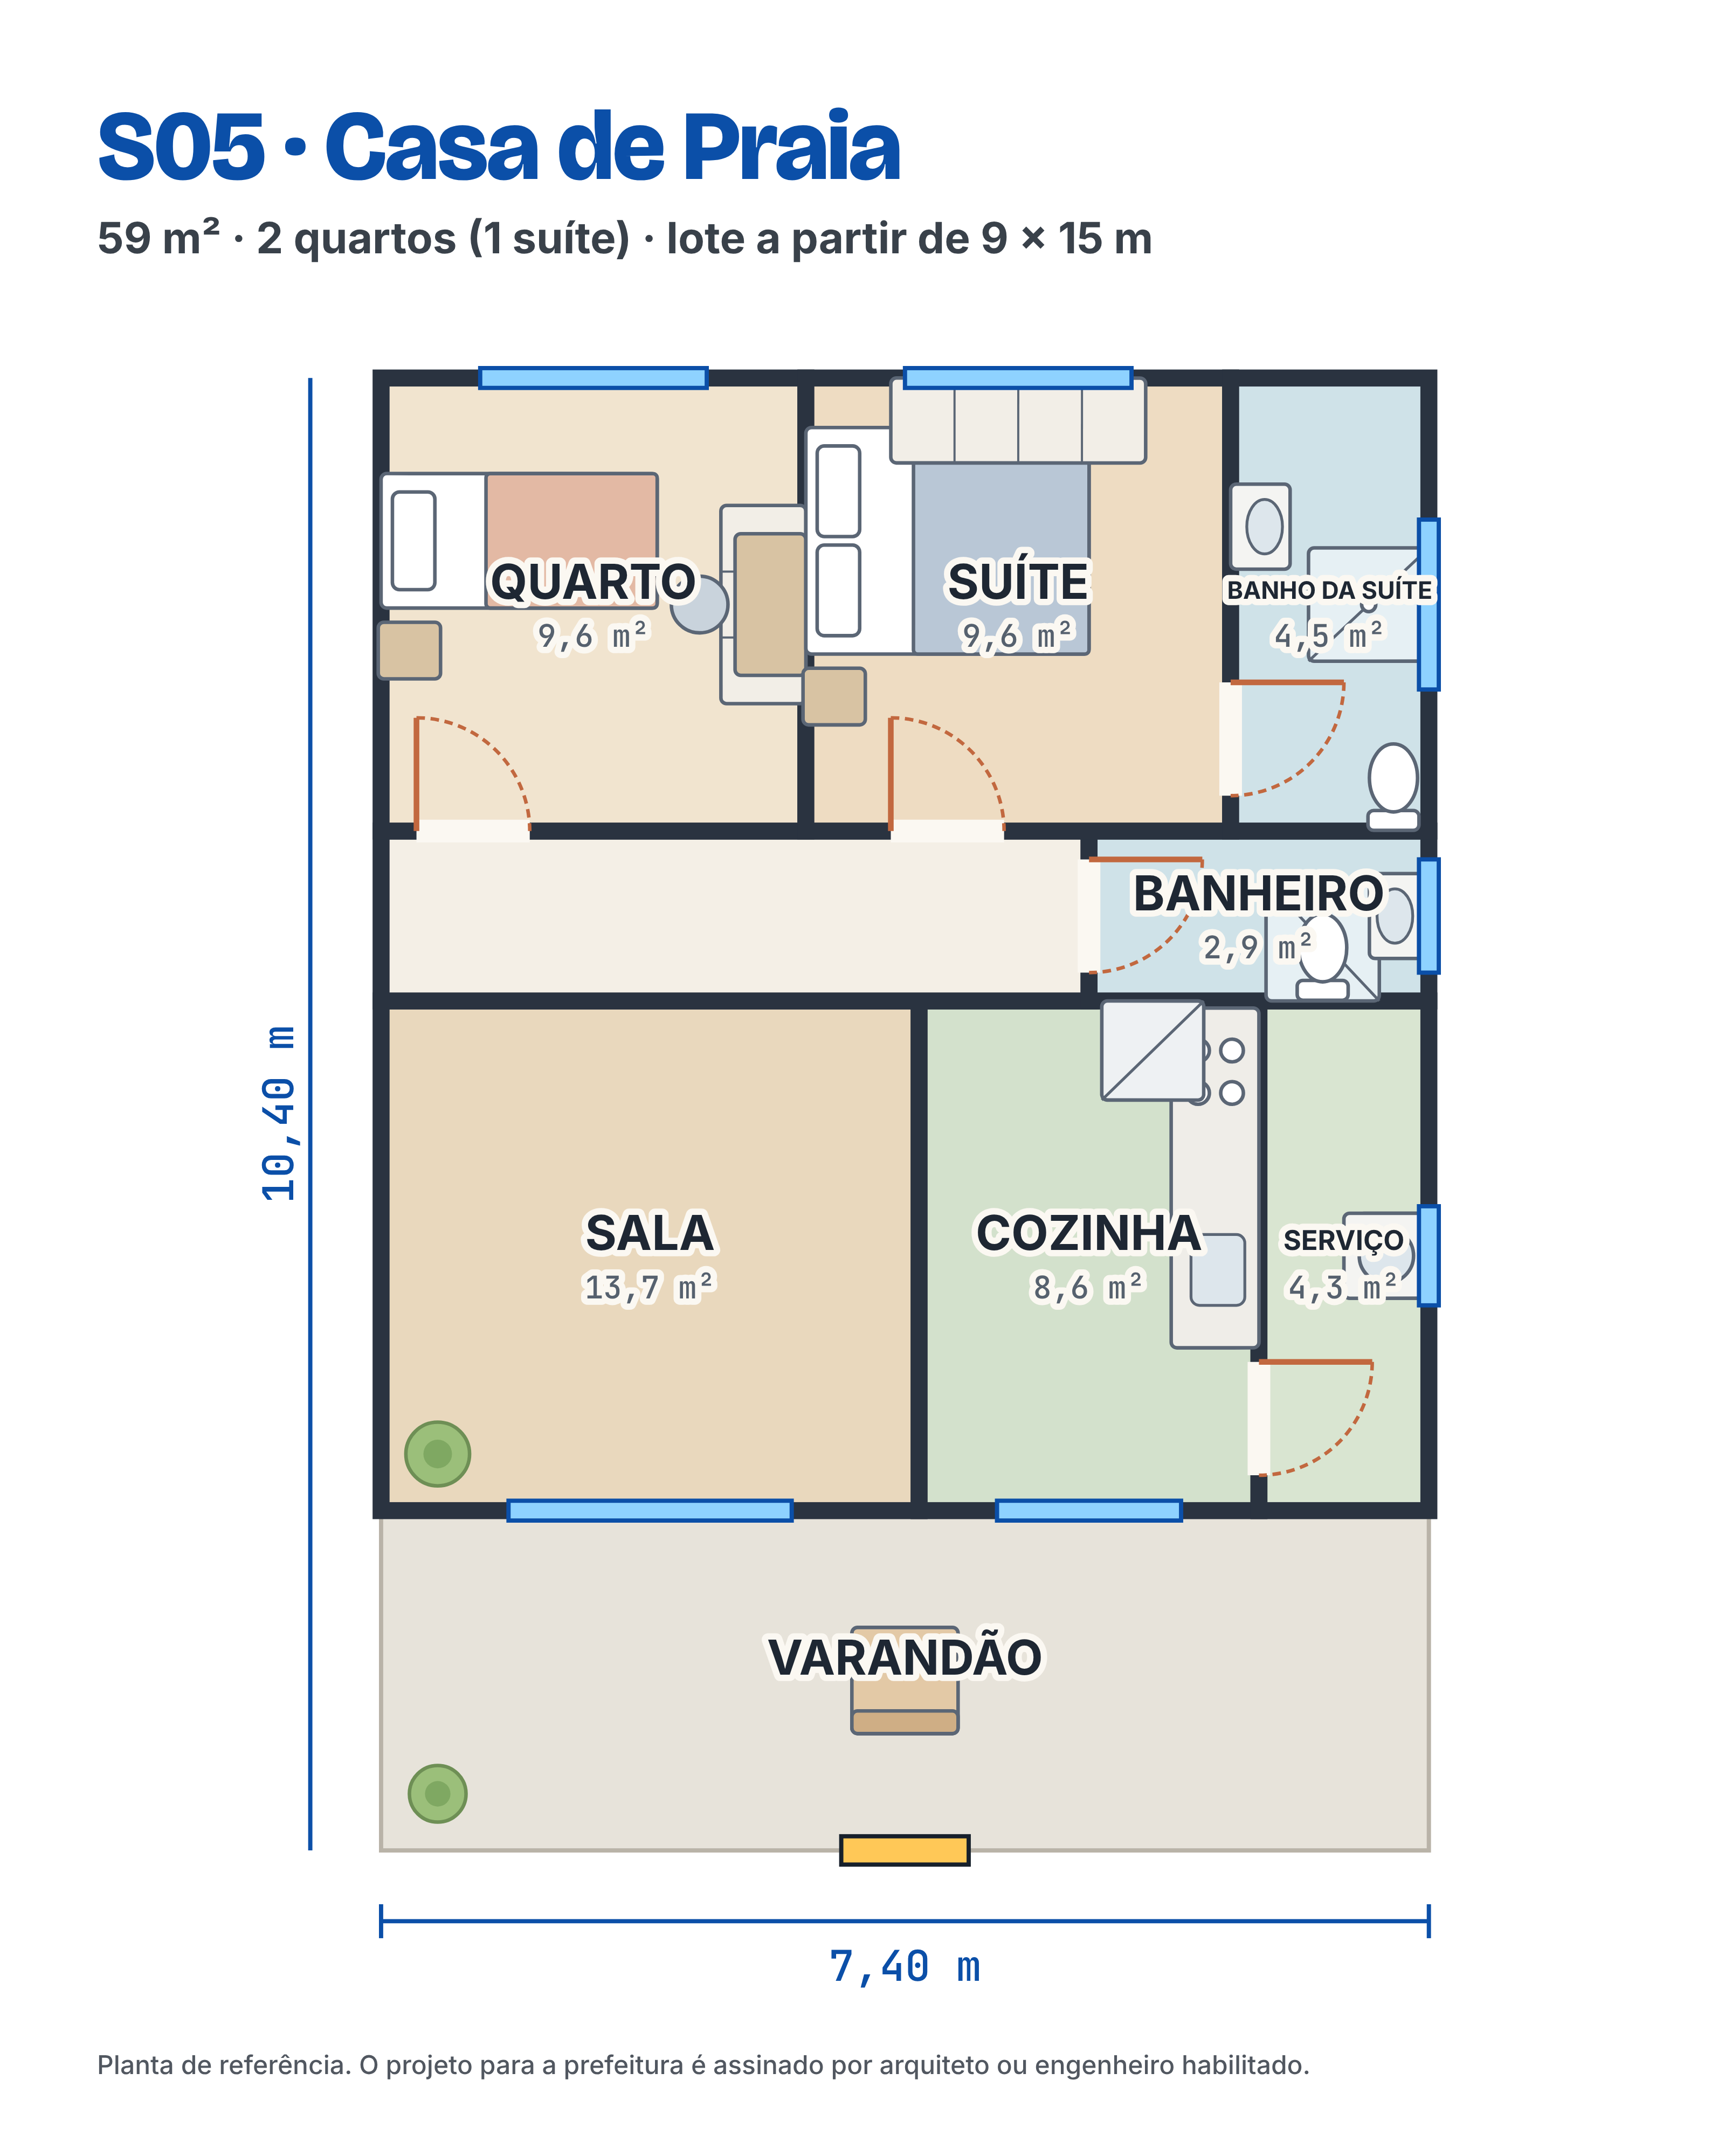 S05 · Casa de Praia
59 m² · 2 quartos (1 suíte) · lote a partir de 9 × 15 m
QUARTO
9,6 m²
SUÍTE
9,6 m²
BANHO DA SUÍTE
4,5 m²
BANHEIRO
2,9 m²
10,40 m
SALA
13,7 m²
COZINHA
8,6 m²
SERVIÇO
4,3 m²
VARANDÃO
7,40 m
Planta de referência. O projeto para a prefeitura é assinado por arquiteto ou engenheiro habilitado.